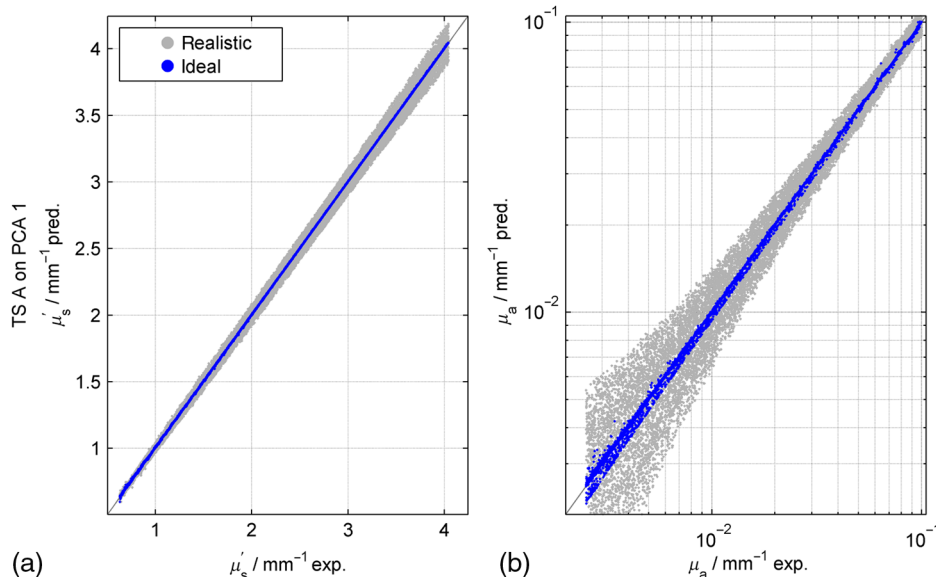 Realistic
Ideal
TS A on PCA 1
μs′ / mm⁻¹ pred.
4
3.5
3
2.5
2
1.5
1
1 2 3 4
(a)
μs′ / mm⁻¹ exp.
μa / mm⁻¹ pred.
10⁻¹
10⁻²
10⁻² 10⁻¹
(b)
μa / mm⁻¹ exp.